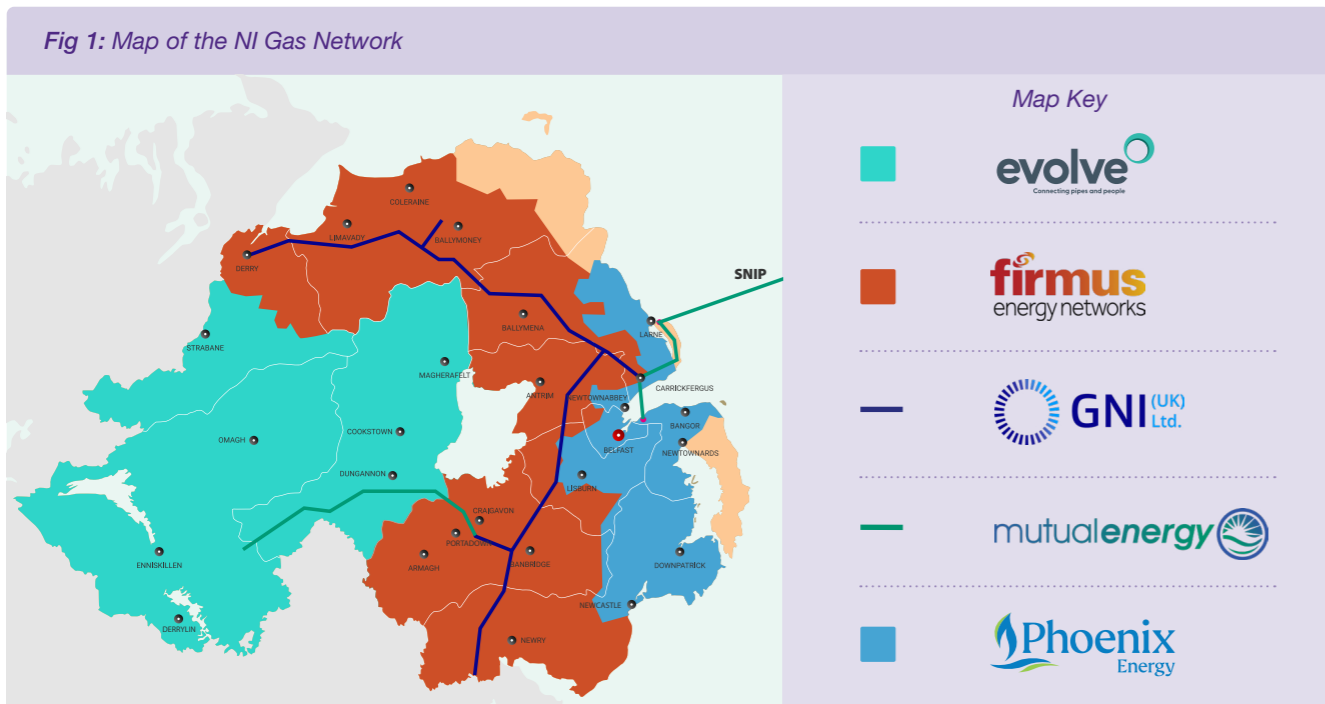 Fig 1: Map of the NI Gas Network
COLERAINE
LIMAVADY
BALLYMONEY
DERRY
SNIP
LARNE
BALLYMENA
STRABANE
MAGHERAFELT
CARRICKFERGUS
ANTRIM
NEWTOWNABBEY
BANGOR
OMAGH
COOKSTOWN
BELFAST
NEWTOWNARDS
DUNGANNON
LISBURN
CRAIGAVON
PORTADOWN
ENNISKILLEN
ARMAGH
BANBRIDGE
DOWNPATRICK
NEWCASTLE
DERRYLIN
NEWRY
Map Key
evolve
Connecting pipes and people
firmus
energy networks
GNI (UK)
Ltd.
mutualenergy
Phoenix
Energy